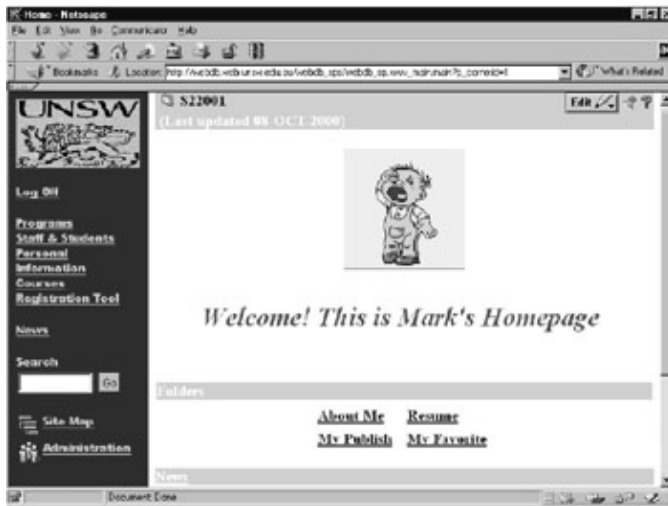 Home - Netscape
File Edit View Go Communicator Help
Bookmarks Location:
What's Related
UNSW
S22001
Edit
(Last updated 08-OCT-2000)
Log Off
Programs
Staff & Students
Personal
Information
Courses
Registration Tool
Welcome! This is Mark's Homepage
News
Search
Go
Folders
About Me Resume
My Publish My Favorite
Site Map
Administration
News
Document: Done